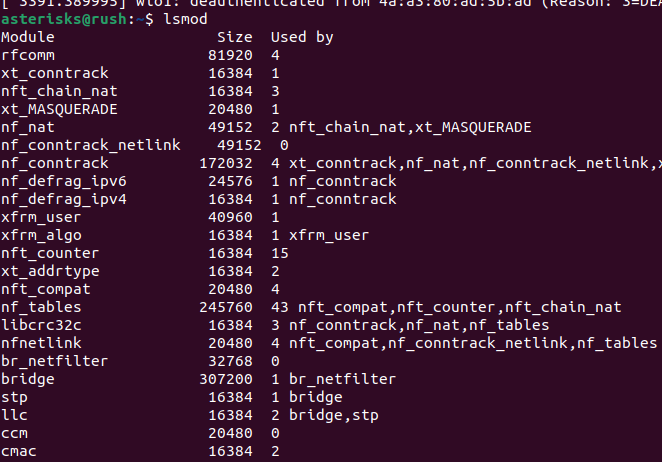 [ 3391.389995] wlo1: deauthenticated from 4a:a3:80:ad:5b:ad (Reason: 3=DEA
asterisks@rush:~$ lsmod
Module                  Size  Used by
rfcomm                 81920  4
xt_conntrack           16384  1
nft_chain_nat          16384  3
xt_MASQUERADE          20480  1
nf_nat                 49152  2 nft_chain_nat,xt_MASQUERADE
nf_conntrack_netlink    49152  0
nf_conntrack          172032  4 xt_conntrack,nf_nat,nf_conntrack_netlink,x
nf_defrag_ipv6         24576  1 nf_conntrack
nf_defrag_ipv4         16384  1 nf_conntrack
xfrm_user              40960  1
xfrm_algo              16384  1 xfrm_user
nft_counter            16384  15
xt_addrtype            16384  2
nft_compat             20480  4
nf_tables             245760  43 nft_compat,nft_counter,nft_chain_nat
libcrc32c              16384  3 nf_conntrack,nf_nat,nf_tables
nfnetlink              20480  4 nft_compat,nf_conntrack_netlink,nf_tables
br_netfilter           32768  0
bridge                307200  1 br_netfilter
stp                    16384  1 bridge
llc                    16384  2 bridge,stp
ccm                    20480  0
cmac                   16384  2